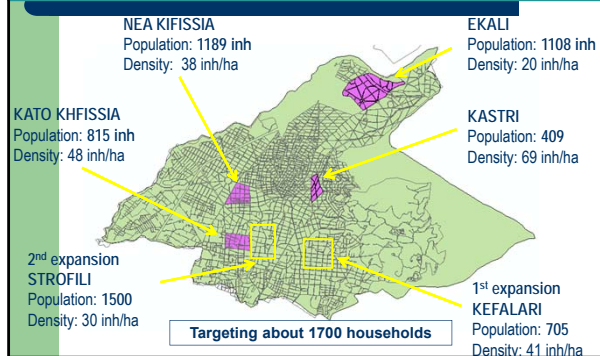 NEA KIFISSIA
Population: 1189 inh
Density: 38 inh/ha
EKALI
Population: 1108 inh
Density: 20 inh/ha
KATO KHFISSIA
Population: 815 inh
Density: 48 inh/ha
KASTRI
Population: 409
Density: 69 inh/ha
2nd expansion
STROFILI
Population: 1500
Density: 30 inh/ha
1st expansion
KEFALARI
Population: 705
Density: 41 inh/ha
Targeting about 1700 households